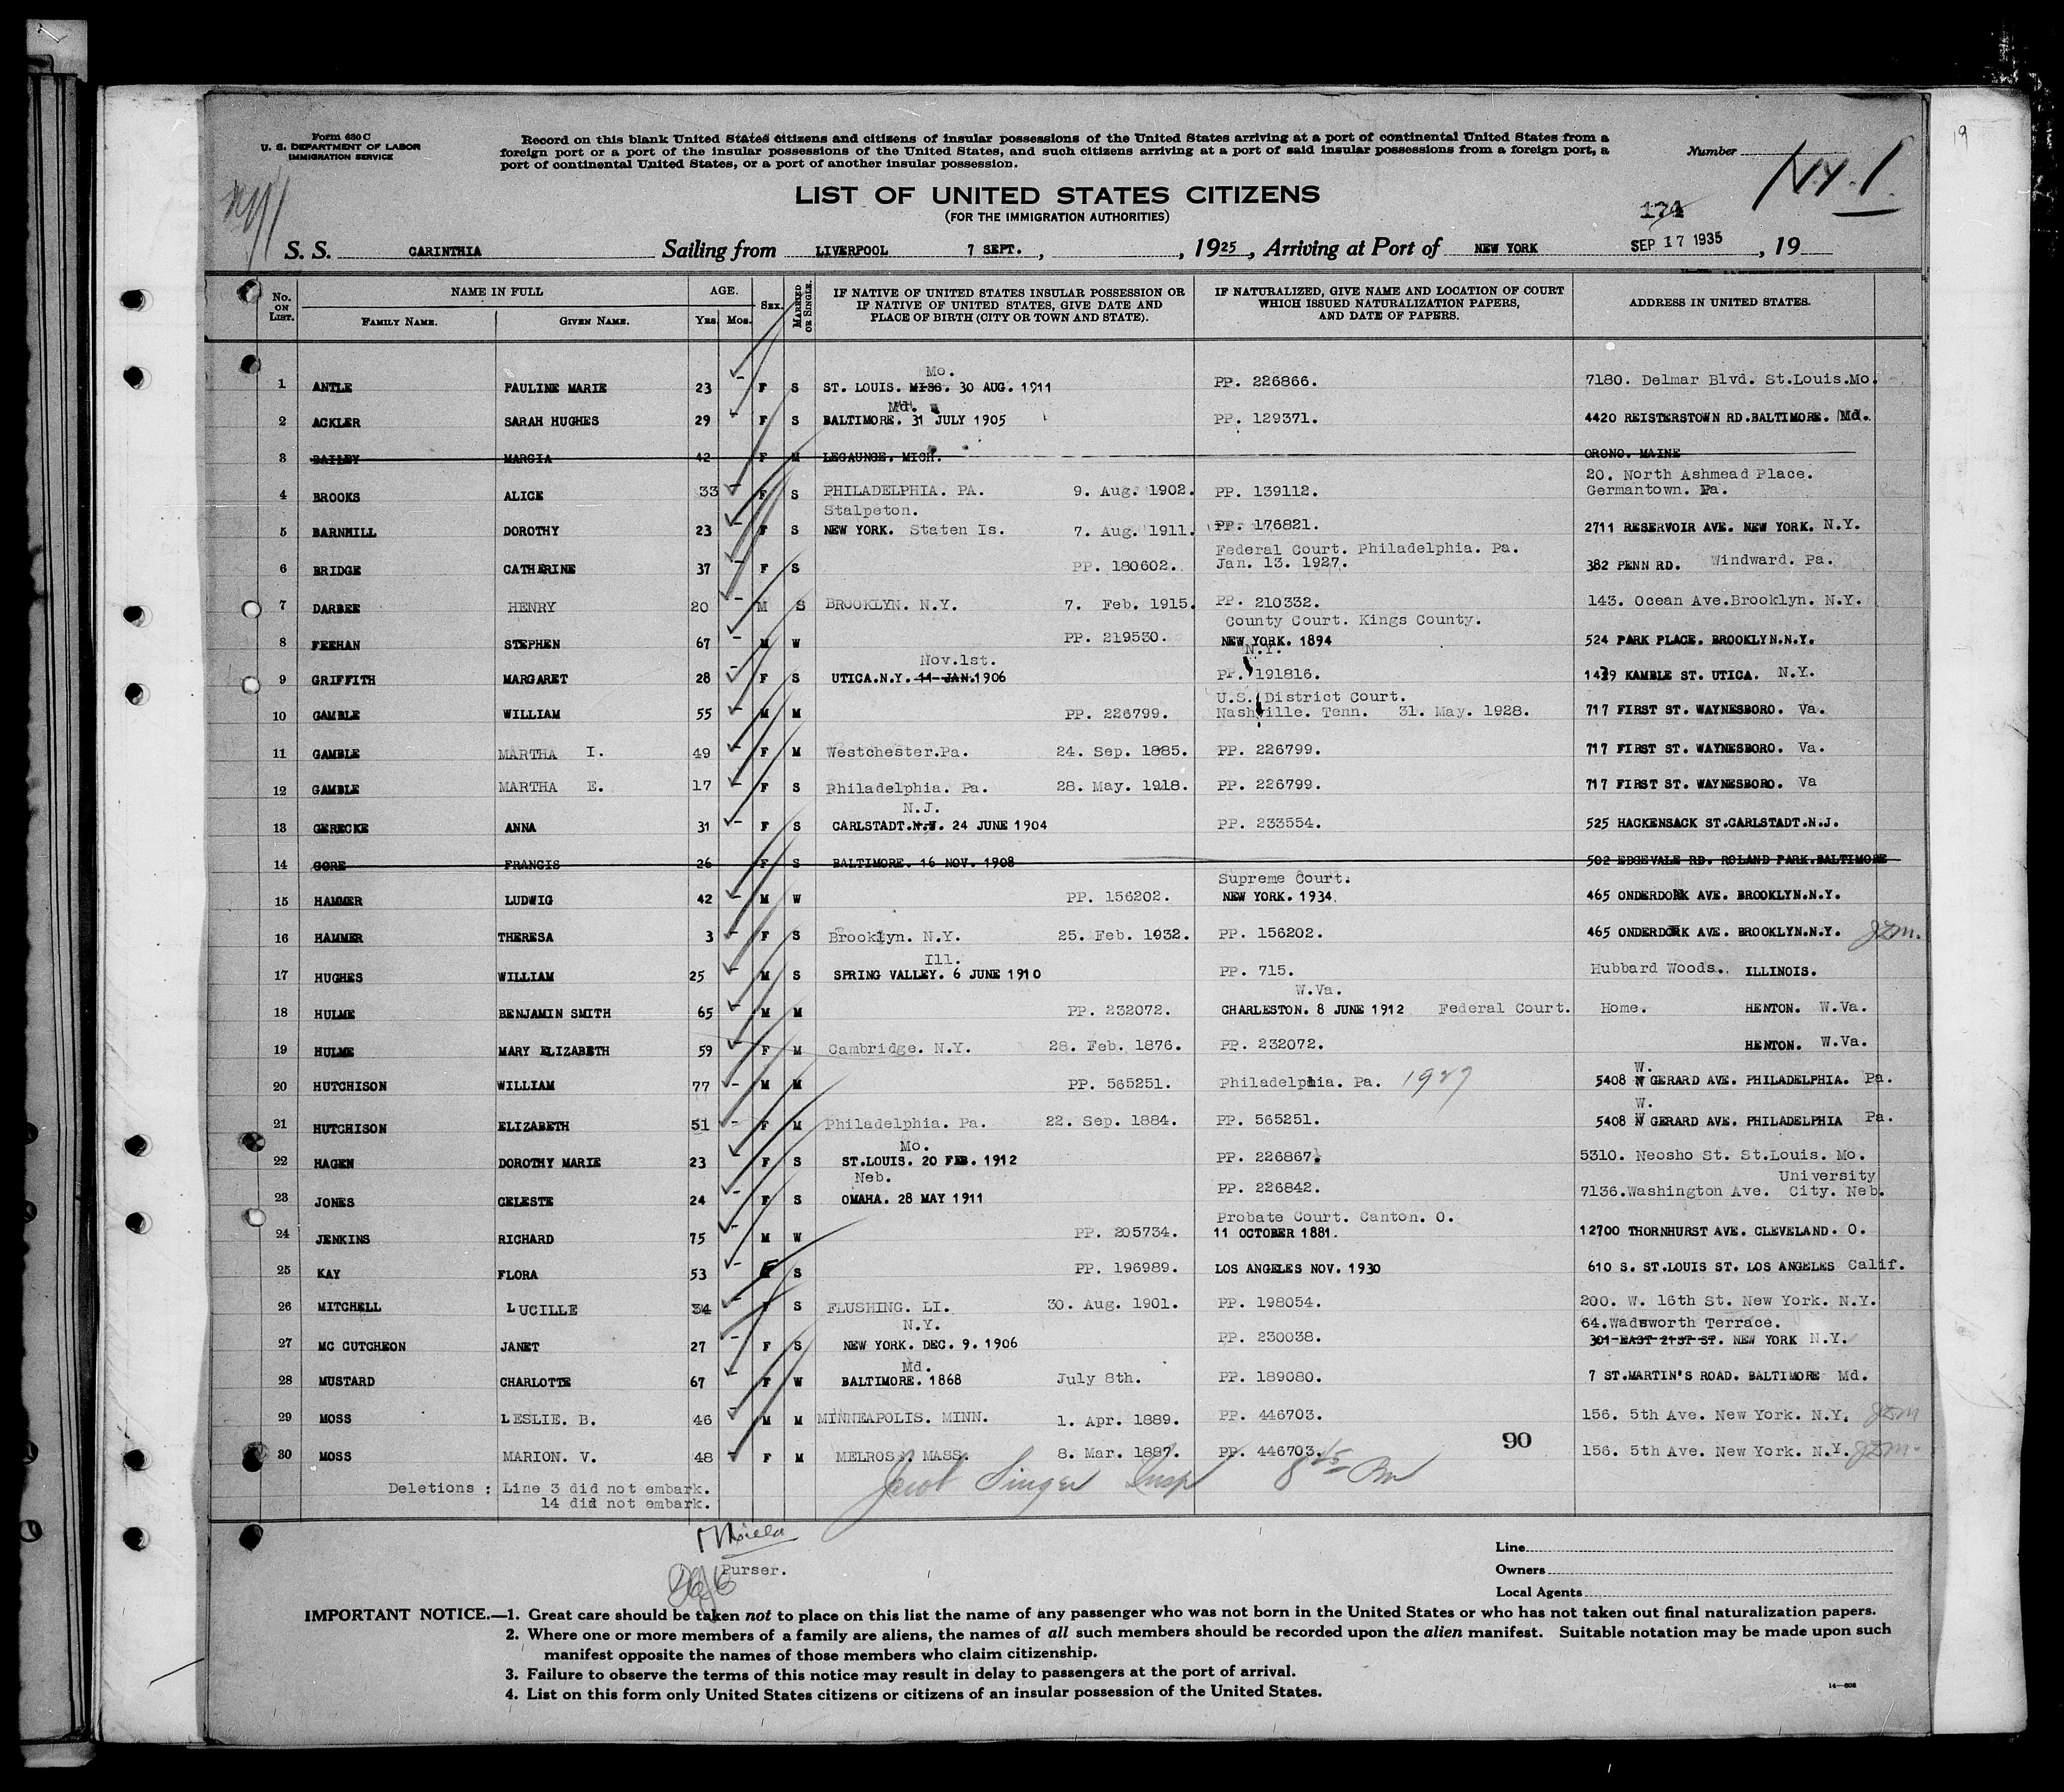 Form 630 C
U. S. DEPARTMENT OF LABOR
IMMIGRATION SERVICE
Record on this blank United States citizens and citizens of insular possessions of the United States arriving at a port of continental United States from a
foreign port or a port of the insular possessions of the United States, and such citizens arriving at a port of said insular possessions from a foreign port, a
port of continental United States, or a port of another insular possession.
Number
N.Y. 1
LIST OF UNITED STATES CITIZENS
(FOR THE IMMIGRATION AUTHORITIES)
174
S. S. CARINTHIA Sailing from LIVERPOOL 7 SEPT. , 1925, Arriving at Port of NEW YORK SEP 17 1935 , 19
No. ON LIST. NAME IN FULL FAMILY NAME. GIVEN NAME. AGE. Yrs. Mos. SEX. MARRIED OR SINGLE. IF NATIVE OF UNITED STATES INSULAR POSSESSION OR IF NATIVE OF UNITED STATES, GIVE DATE AND PLACE OF BIRTH (CITY OR TOWN AND STATE). IF NATURALIZED, GIVE NAME AND LOCATION OF COURT WHICH ISSUED NATURALIZATION PAPERS, AND DATE OF PAPERS. ADDRESS IN UNITED STATES.
Mo.
1 ANTLE PAULINE MARIE 23 - F S ST. LOUIS. MISS. 30 AUG. 1911 PP. 226866. 7180. Delmar Blvd. St.Louis.Mo.
Md.
2 ACKLER SARAH HUGHES 29 - F S BALTIMORE. 31 JULY 1905 PP. 129371. 4420 REISTERSTOWN RD.BALTIMORE. Md.
3 BAILEY MARGIA 42 F M LEGAUNCE. MICH. ORONO. MAINE
20. North Ashmead Place.
4 BROOKS ALICE 33 - F S PHILADELPHIA. PA. 9. Aug. 1902. PP. 139112. Germantown. Pa.
Stalpeton.
5 BARNHILL DOROTHY 23 - F S NEW YORK. Staten Is. 7. Aug. 1911. PP. 176821. 2711 RESERVOIR AVE. NEW YORK. N.Y.
Federal Court. Philadelphia. Pa.
6 BRIDGE CATHERINE 37 - F S PP. 180602. Jan. 13. 1927. 382 PENN RD. Windward. Pa.
7 DARBEE HENRY 20 - M S BROOKLYN. N.Y. 7. Feb. 1915. PP. 210332. 143. Ocean Ave.Brooklyn. N.Y.
County Court. Kings County.
8 FEEHAN STEPHEN 67 - M W PP. 219530. NEW YORK. 1894 524 PARK PLACE. BROOKLYN.N.Y.
Nov.1st. N.Y.
9 GRIFFITH MARGARET 28 - F S UTICA.N.Y. 11 JAN.1906 PP. 191816. 1429 KAMBLE ST. UTICA. N.Y.
U.S. District Court.
10 GAMBLE WILLIAM 55 - M M PP. 226799. Nashville. Tenn. 31. May. 1928. 717 FIRST ST. WAYNESBORO. Va.
11 GAMBLE MARTHA I. 49 - F M Westchester.Pa. 24. Sep. 1885. PP. 226799. 717 FIRST ST. WAYNESBORO. Va.
12 GAMBLE MARTHA E. 17 - F S Philadelphia. Pa. 28. May. 1918. PP. 226799. 717 FIRST ST. WAYNESBORO. Va
N.J.
13 GERECKE ANNA 31 - F S CARLSTADT.N.Y. 24 JUNE 1904 PP. 233554. 525 HACKENSACK ST.CARLSTADT.N.J.
14 GORE FRANCIS 26 F S BALTIMORE. 16 NOV. 1908 502 EDGEVALE RD. ROLAND PARK.BALTIMORE
Supreme Court.
15 HAMMER LUDWIG 42 - M W PP. 156202. NEW YORK. 1934. 465 ONDERDONK AVE. BROOKLYN.N.Y.
16 HAMMER THERESA 3 - F S Brooklyn. N.Y. 25. Feb. 1932. PP. 156202. 465 ONDERDONK AVE. BROOKLYN.N.Y.
Ill.
17 HUGHES WILLIAM 25 - M S SPRING VALLEY. 6 JUNE 1910 PP. 715. Hubbard Woods. ILLINOIS.
W.Va.
18 HULME BENJAMIN SMITH 65 - M M PP. 232072. CHARLESTON. 8 JUNE 1912 Federal Court. Home. HENTON. W.Va.
19 HULME MARY ELIZABETH 59 - F M Cambridge. N.Y. 28. Feb. 1876. PP. 232072. HENTON. W.Va.
W.
20 HUTCHISON WILLIAM 77 - M M PP. 565251. Philadelphia. Pa. 1927 5408 N GERARD AVE. PHILADELPHIA. Pa.
W.
21 HUTCHISON ELIZABETH 51 - F M Philadelphia. Pa. 22. Sep. 1884. PP. 565251. 5408 N GERARD AVE. PHILADELPHIA Pa.
Mo.
22 HAGEN DOROTHY MARIE 23 - F S ST.LOUIS. 20 FEB. 1912 PP. 226867. 5310. Neosho St. St.Louis. Mo.
Neb. University
23 JONES CELESTE 24 - F S OMAHA. 28 MAY 1911 PP. 226842. 7136.Washington Ave. City. Neb.
Probate Court. Canton. O.
24 JENKINS RICHARD 75 - M W PP. 205734. 11 OCTOBER 1881. 12700 THORNHURST AVE. CLEVELAND. O.
25 KAY FLORA 53 - F S PP. 196989. LOS ANGELES NOV. 1930 610 S. ST.LOUIS ST. LOS ANGELES Calif.
26 MITCHELL LUCILLE 34 - F S FLUSHING. LI. 30. Aug. 1901. PP. 198054. 200. W. 16th St. New York. N.Y.
N.Y. 64.Wadsworth Terrace.
27 MC CUTCHEON JANET 27 - F S NEW YORK. DEC. 9. 1906 PP. 230038. 301 EAST 21ST ST. NEW YORK N.Y.
Md.
28 MUSTARD CHARLOTTE 67 - F W BALTIMORE. 1868 July 8th. PP. 189080. 7 ST.MARTIN'S ROAD. BALTIMORE Md.
29 MOSS LESLIE. B. 46 - M M MINNEAPOLIS. MINN. 1. Apr. 1889. PP. 446703. 156. 5th Ave. New York. N.Y.
30 MOSS MARION. V. 48 - F M MELROSE. MASS. 8. Mar. 1887. PP. 446703. 90 156. 5th Ave. New York. N.Y.
Deletions : Line 3 did not embark.
14 did not embark.
Jacob Singer Insp
Purser.
Line
Owners
Local Agents
IMPORTANT NOTICE.—1. Great care should be taken not to place on this list the name of any passenger who was not born in the United States or who has not taken out final naturalization papers.
2. Where one or more members of a family are aliens, the names of all such members should be recorded upon the alien manifest. Suitable notation may be made upon such
manifest opposite the names of those members who claim citizenship.
3. Failure to observe the terms of this notice may result in delay to passengers at the port of arrival.
4. List on this form only United States citizens or citizens of an insular possession of the United States.
14—608